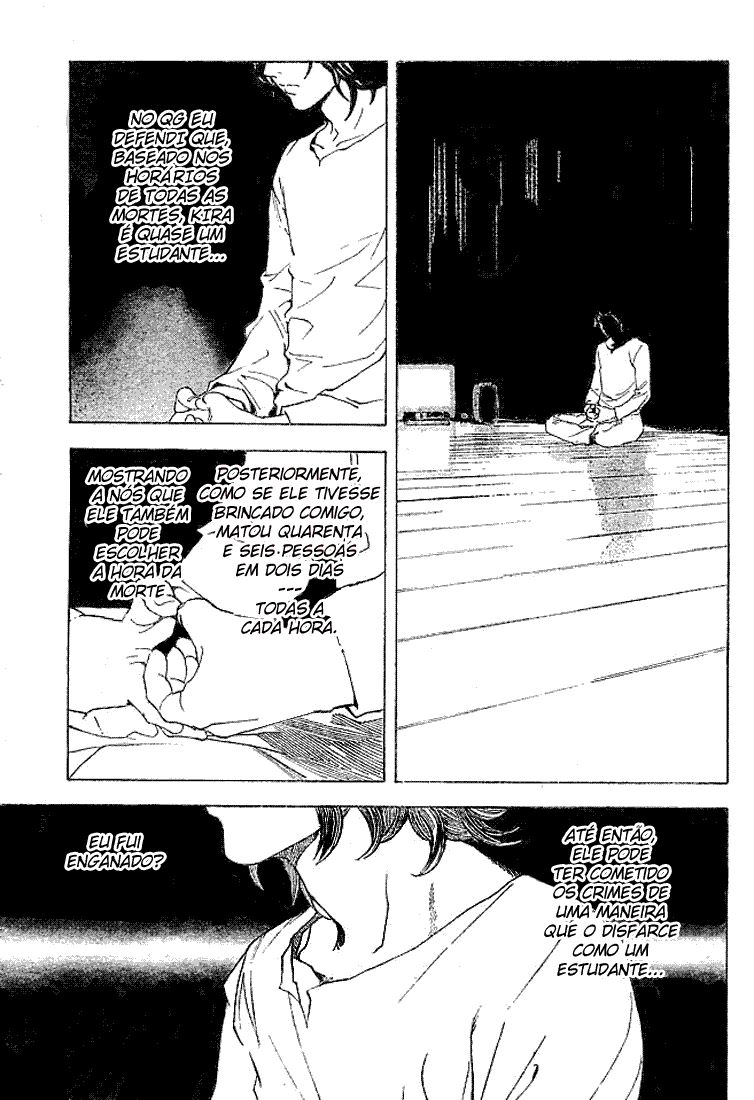 NO QG EU
DEFENDI QUE,
BASEADO NOS
HORÁRIOS
DE TODAS AS
MORTES, KIRA
É QUASE UM
ESTUDANTE...
POSTERIORMENTE,
COMO SE ELE TIVESSE
BRINCADO COMIGO,
MATOU QUARENTA
E SEIS PESSOAS
EM DOIS DIAS
---
TODAS A
CADA HORA.
MOSTRANDO
A NÓS QUE
ELE TAMBÉM
PODE
ESCOLHER
A HORA DA
MORTE.
ATÉ ENTÃO,
ELE PODE
TER COMETIDO
OS CRIMES DE
UMA MANEIRA
QUE O DISFARCE
COMO UM
ESTUDANTE...
EU FUI
ENGANADO?